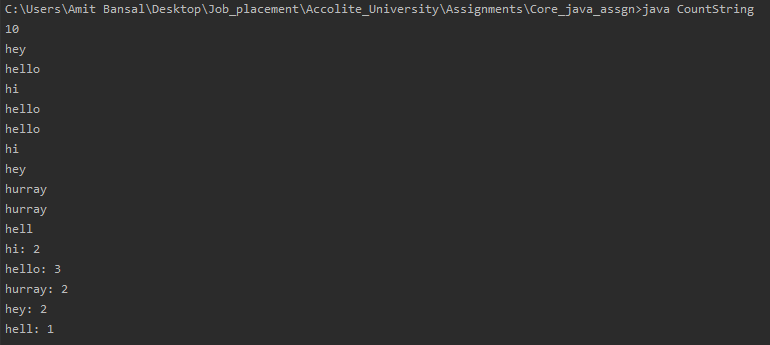 C:\Users\Amit Bansal\Desktop\Job_placement\Accolite_University\Assignments\Core_java_assgn>java CountString
10
hey
hello
hi
hello
hello
hi
hey
hurray
hurray
hell
hi: 2
hello: 3
hurray: 2
hey: 2
hell: 1